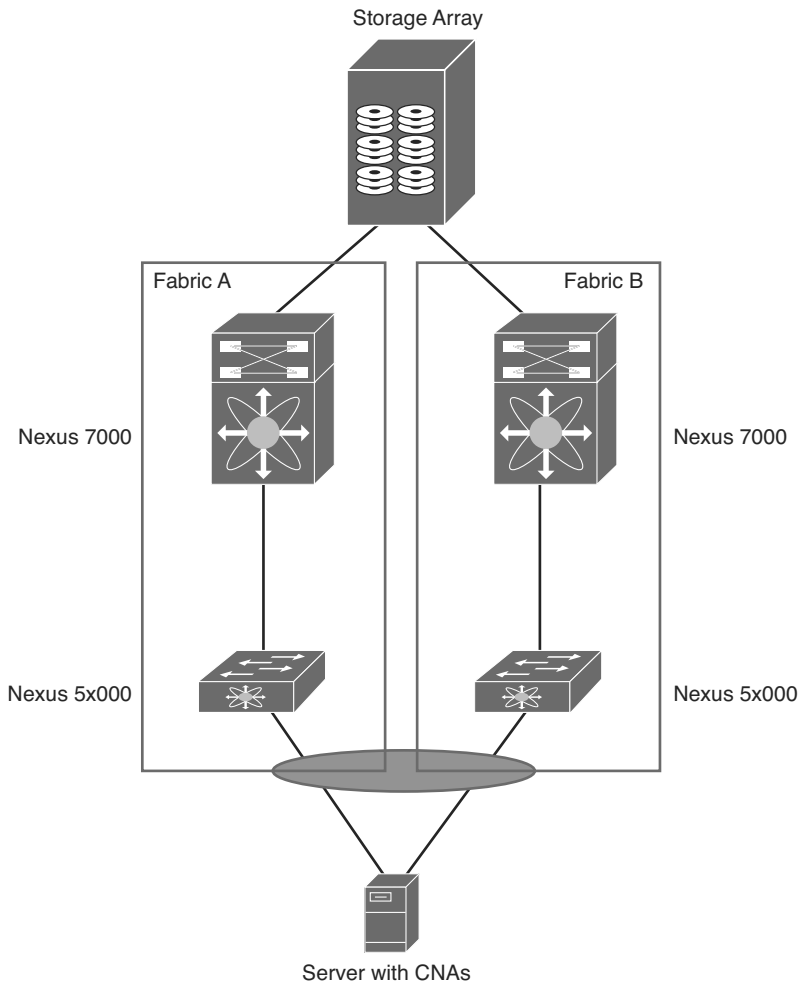 Storage Array
Fabric A
Fabric B
Nexus 7000
Nexus 7000
Nexus 5x000
Nexus 5x000
Server with CNAs